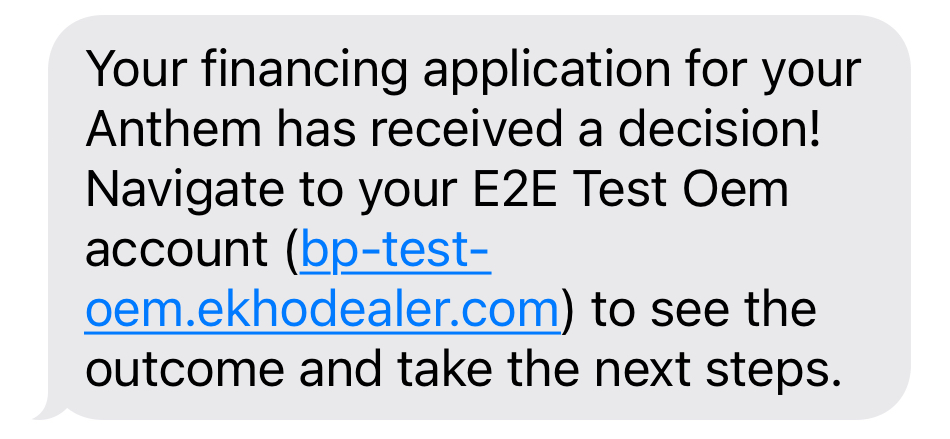 Your financing application for your
Anthem has received a decision!
Navigate to your E2E Test Oem
account (bp-test-
oem.ekhodealer.com) to see the
outcome and take the next steps.